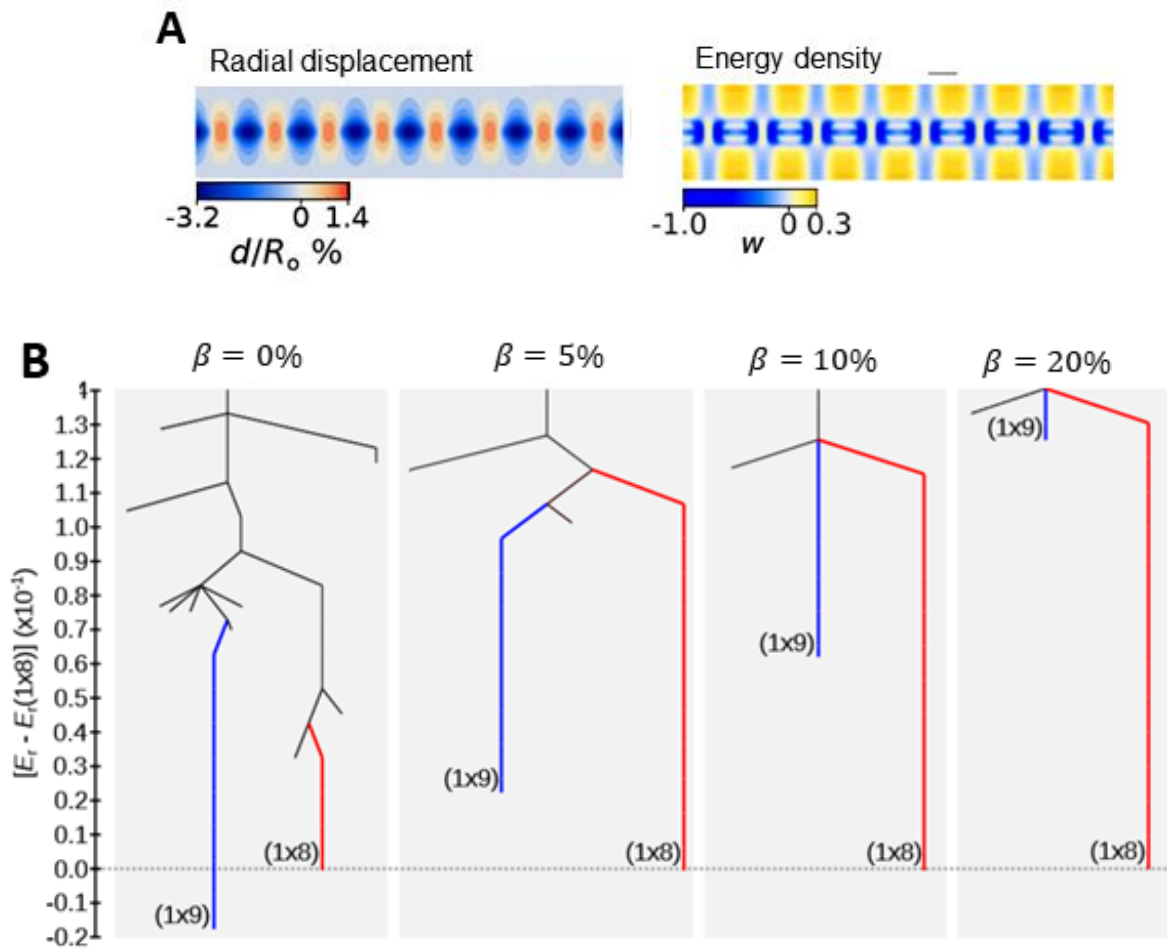 A
Radial displacement
Energy density
-3.2 0 1.4
d/Rₒ %
-1.0 0 0.3
w
B
β = 0%
β = 5%
β = 10%
β = 20%
[Eᵣ - Eᵣ(1x8)] (x10⁻¹)
1.3
1.2
1.1
1.0
0.9
0.8
0.7
0.6
0.5
0.4
0.3
0.2
0.1
0.0
-0.1
-0.2
(1x9)
(1x8)
(1x9)
(1x8)
(1x9)
(1x8)
(1x9)
(1x8)